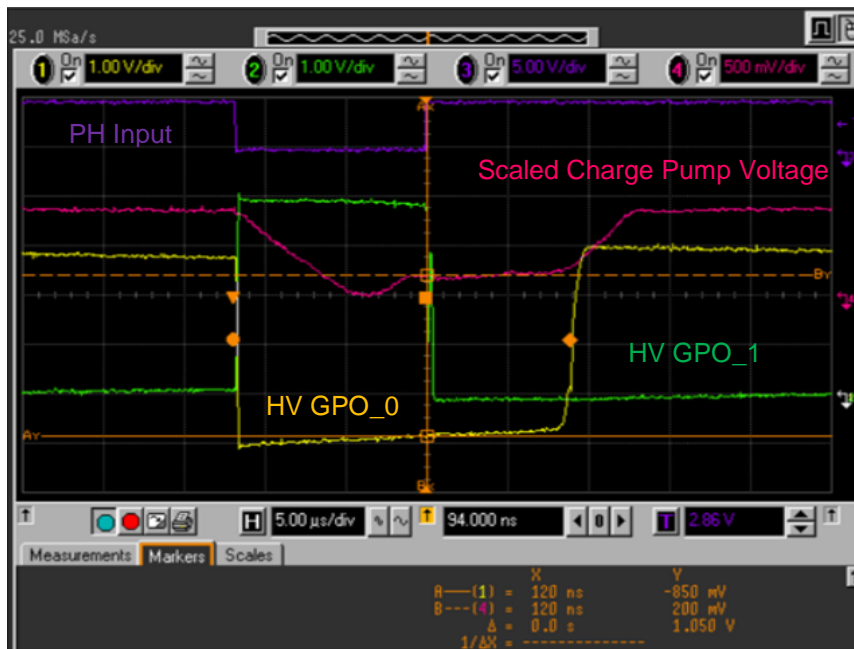 25.0 MSa/s
1 On 1.00 V/div 2 On 1.00 V/div 3 On 5.00 V/div 4 On 500 mV/div
PH Input
Scaled Charge Pump Voltage
BY
HV GPO_1
HV GPO_0
AY
H 5.00 µs/div 94.000 ns 0 T 2.86 V
Measurements Markers Scales
X Y
A——(1) = 120 ns -850 mV
B---(4) = 120 ns 200 mV
Δ = 0.0 s 1.050 V
1/ΔX = --------------